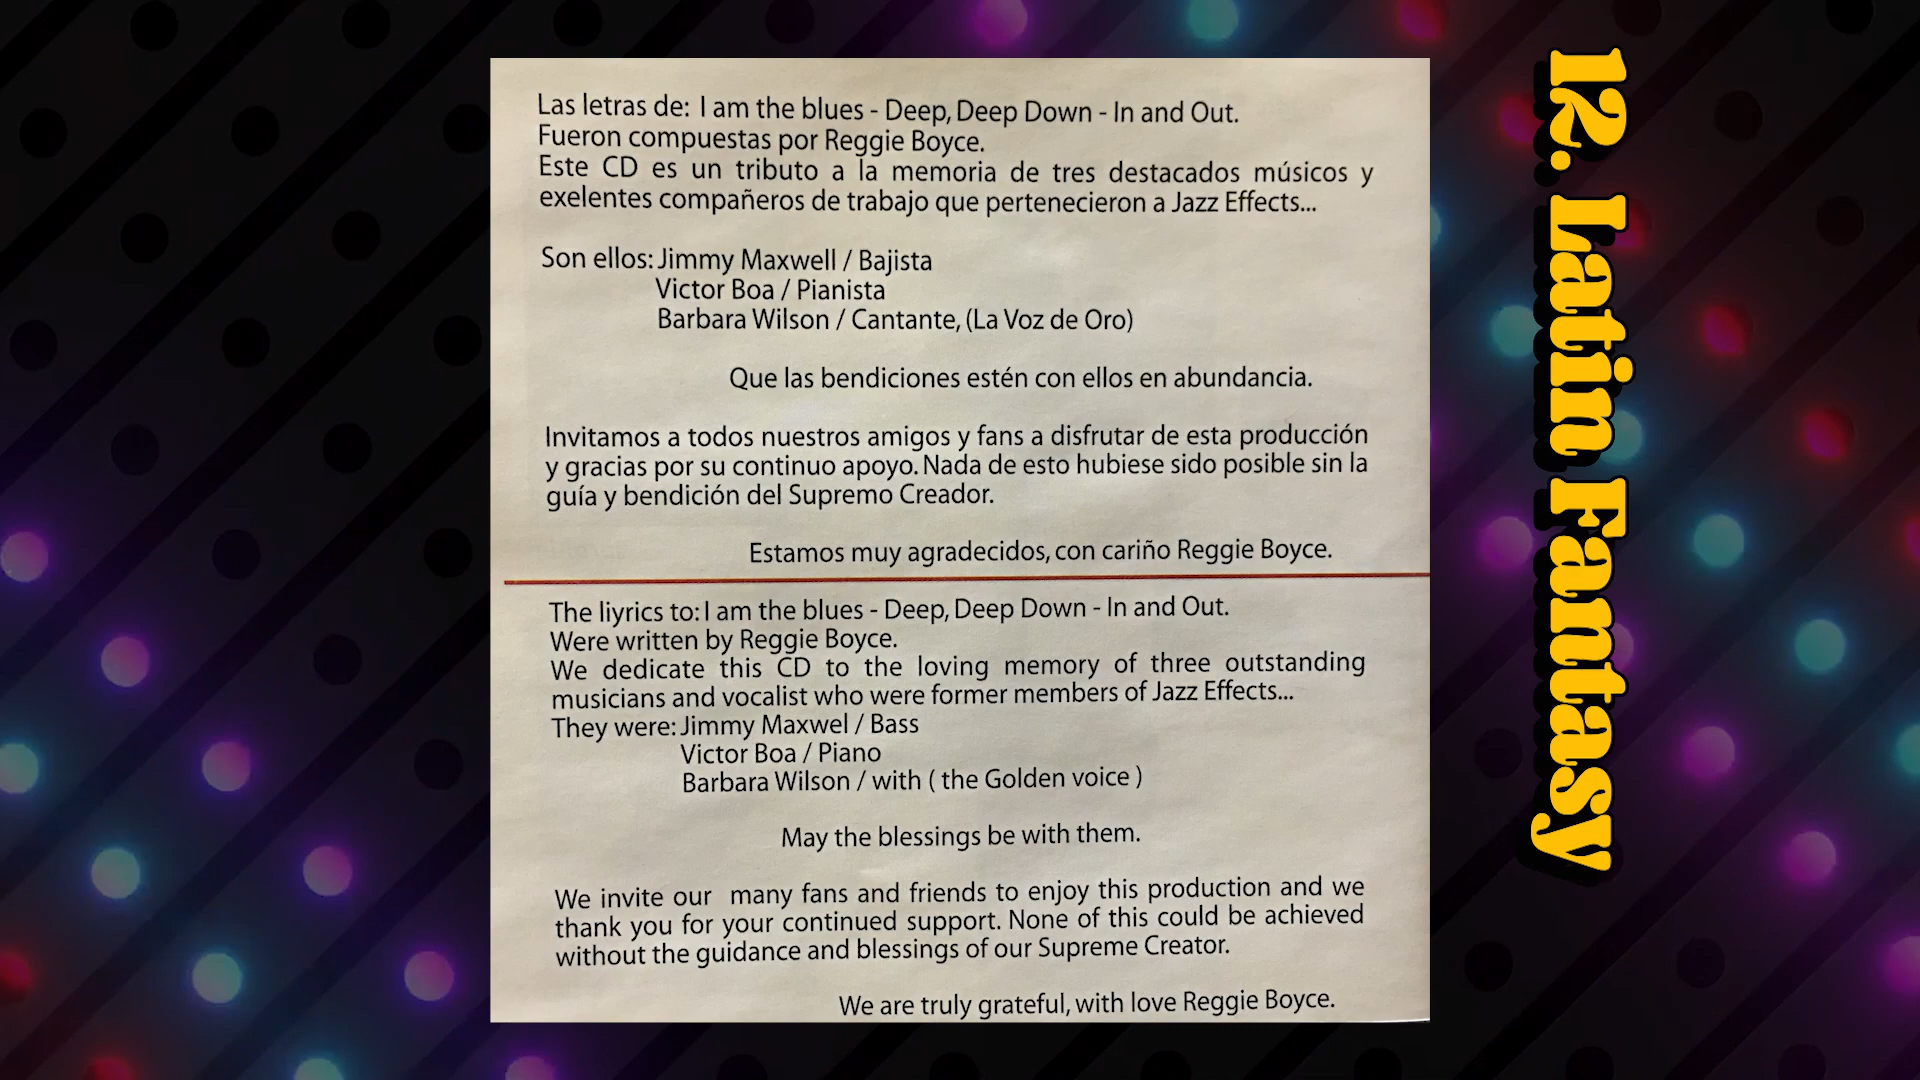 Las letras de: I am the blues - Deep, Deep Down - In and Out.
Fueron compuestas por Reggie Boyce.
Este CD es un tributo a la memoria de tres destacados músicos y
exelentes compañeros de trabajo que pertenecieron a Jazz Effects...
Son ellos: Jimmy Maxwell / Bajista
Victor Boa / Pianista
Barbara Wilson / Cantante, (La Voz de Oro)
Que las bendiciones estén con ellos en abundancia.
Invitamos a todos nuestros amigos y fans a disfrutar de esta producción
y gracias por su continuo apoyo. Nada de esto hubiese sido posible sin la
guía y bendición del Supremo Creador.
Estamos muy agradecidos, con cariño Reggie Boyce.
The liyrics to: I am the blues - Deep, Deep Down - In and Out.
Were written by Reggie Boyce.
We dedicate this CD to the loving memory of three outstanding
musicians and vocalist who were former members of Jazz Effects...
They were: Jimmy Maxwel / Bass
Victor Boa / Piano
Barbara Wilson / with ( the Golden voice )
May the blessings be with them.
We invite our many fans and friends to enjoy this production and we
thank you for your continued support. None of this could be achieved
without the guidance and blessings of our Supreme Creator.
We are truly grateful, with love Reggie Boyce.
12. Latin Fantasy